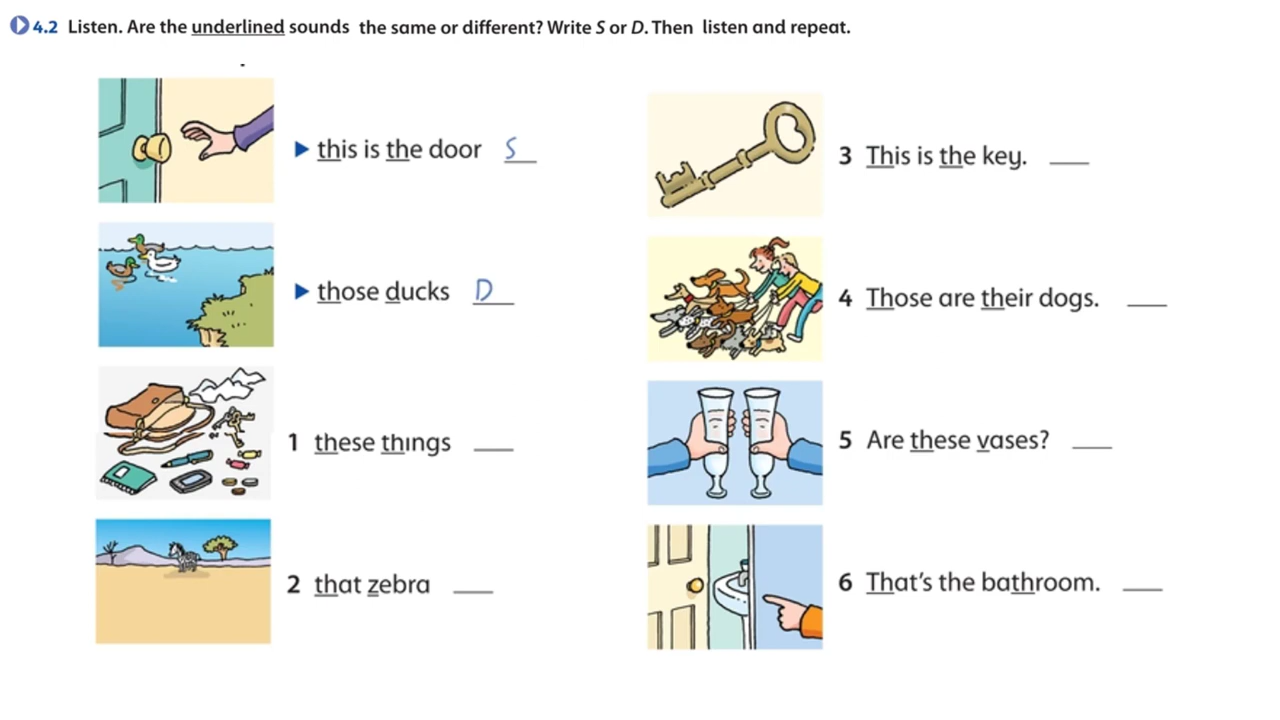 4.2 Listen. Are the underlined sounds the same or different? Write S or D. Then listen and repeat.
this is the door S
those ducks D
1 these things
2 that zebra
3 This is the key.
4 Those are their dogs.
5 Are these vases?
6 That's the bathroom.